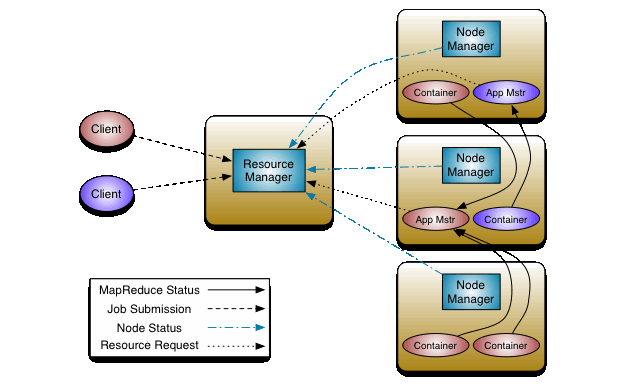 Node
Manager
Container
App Mstr
Client
Resource
Manager
Node
Manager
Client
App Mstr
Container
Node
Manager
MapReduce Status
Job Submission
Node Status
Resource Request
Container
Container